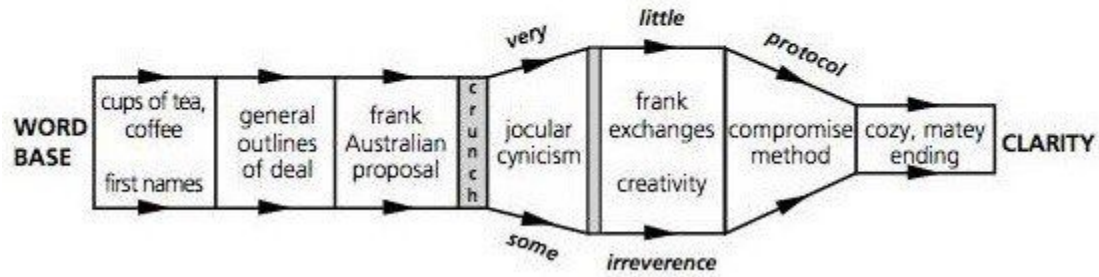 WORD
BASE
cups of tea,
coffee
first names
general
outlines
of deal
frank
Australian
proposal
crunch
very
jocular
cynicism
some
little
frank
exchanges
creativity
irreverence
protocol
compromise
method
cozy, matey
ending
CLARITY